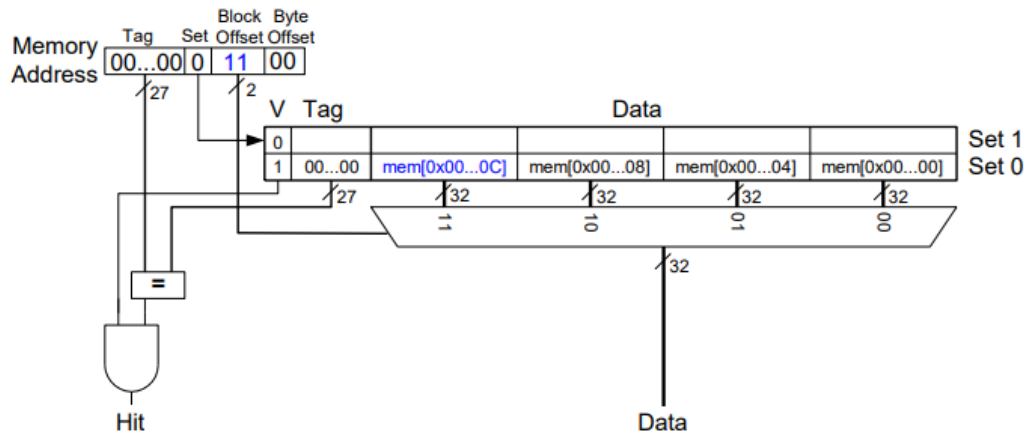 Block Byte
Tag Set Offset Offset
Memory Address 00...00 0 11 00
27 2
V Tag Data
0 Set 1
1 00...00 mem[0x00...0C] mem[0x00...08] mem[0x00...04] mem[0x00...00] Set 0
27 32 32 32 32
11 10 01 00
32
=
Hit Data